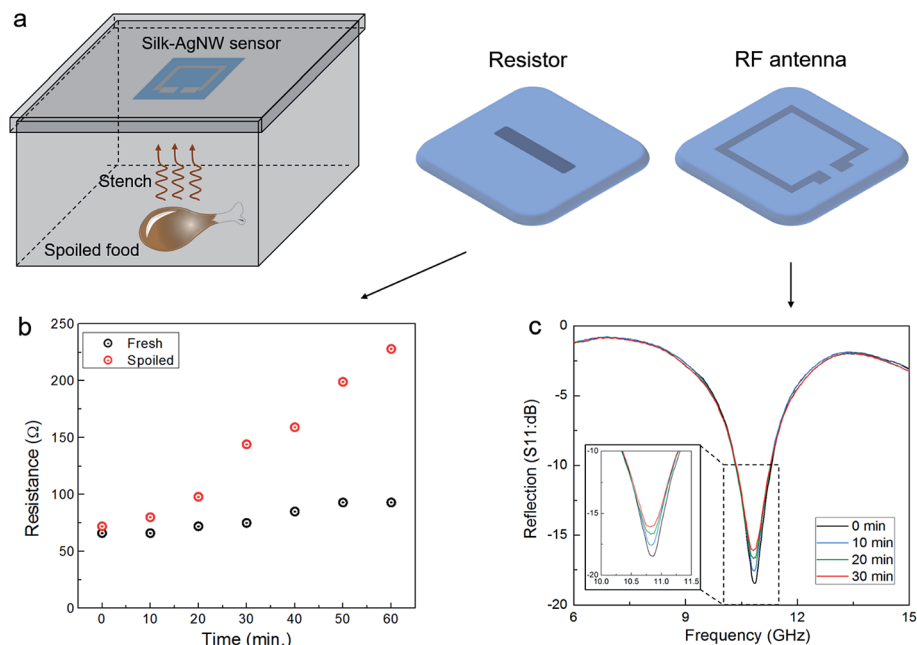 a
Silk-AgNW sensor
Stench
Spoiled food
Resistor
RF antenna
b
250
200
150
100
50
0
Resistance (Ω)
Fresh
Spoiled
0 10 20 30 40 50 60
Time (min.)
c
0
-5
-10
-15
-20
Reflection (S11:dB)
-10
-15
-20
10.0 10.5 11.0 11.5
0 min
10 min
20 min
30 min
6 9 12 15
Frequency (GHz)